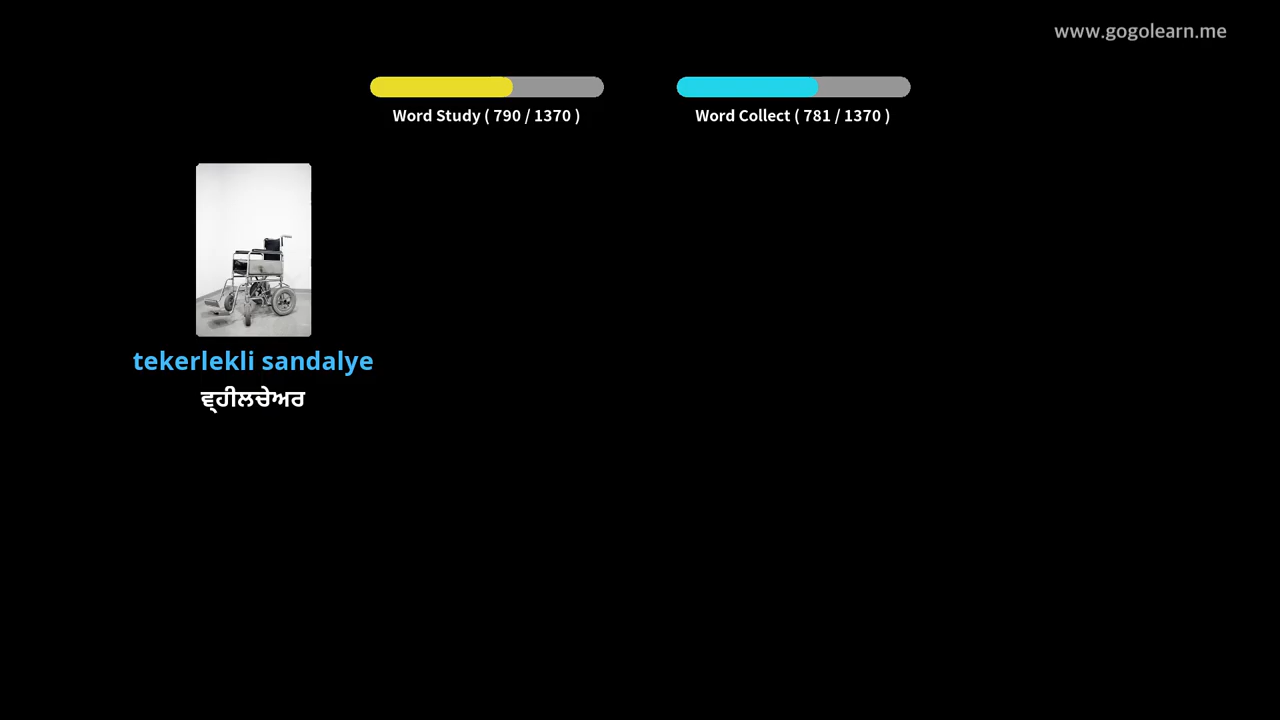 www.gogolearn.me
Word Study ( 790 / 1370 )
Word Collect ( 781 / 1370 )
tekerlekli sandalye
ਵ੍ਹੀਲਚੇਅਰ